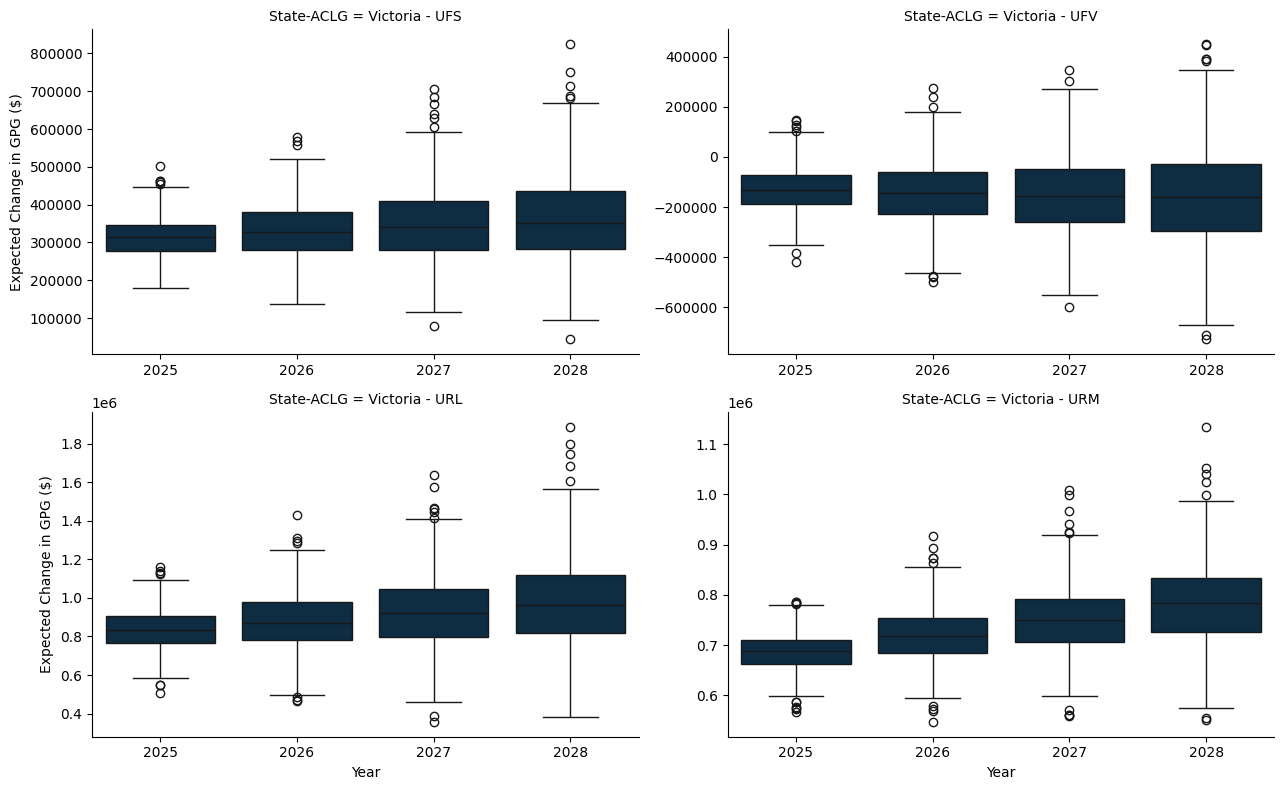 State-ACLG = Victoria - UFS
Expected Change in GPG ($)
800000
700000
600000
500000
400000
300000
200000
100000
2025 2026 2027 2028
State-ACLG = Victoria - UFV
400000
200000
0
−200000
−400000
−600000
2025 2026 2027 2028
State-ACLG = Victoria - URL
1e6
Expected Change in GPG ($)
1.8
1.6
1.4
1.2
1.0
0.8
0.6
0.4
2025 2026 2027 2028
Year
State-ACLG = Victoria - URM
1e6
1.1
1.0
0.9
0.8
0.7
0.6
2025 2026 2027 2028
Year